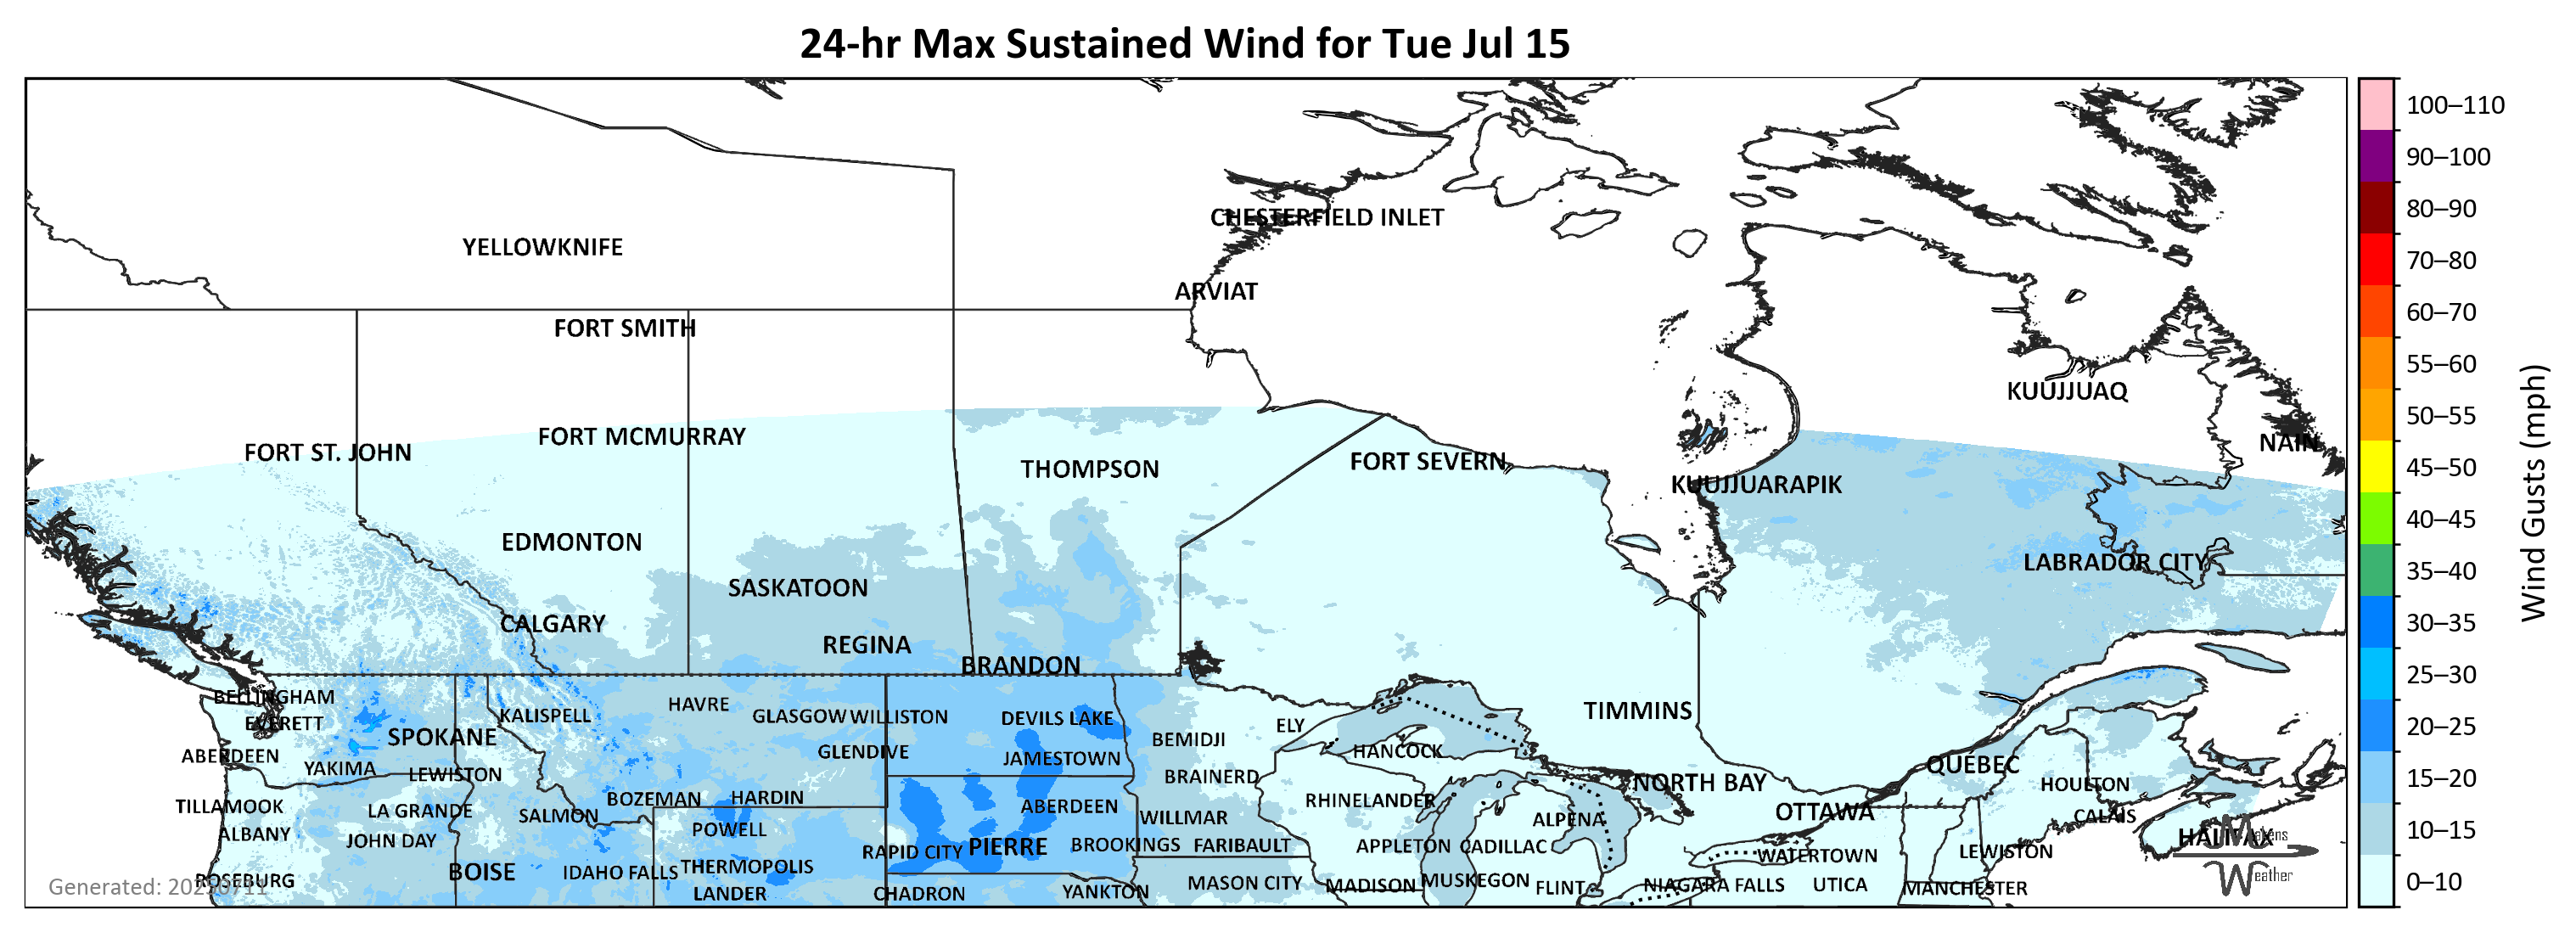 24-hr Max Sustained Wind for Tue Jul 15
100–110
90–100
80–90
70–80
60–70
55–60
50–55
45–50
40–45
35–40
30–35
25–30
20–25
15–20
10–15
0–10
Wind Gusts (mph)
CHESTERFIELD INLET
YELLOWKNIFE
ARVIAT
FORT SMITH
KUUJJUAQ
FORT MCMURRAY
NAIN
FORT ST. JOHN
FORT SEVERN
THOMPSON
KUUJJUARAPIK
EDMONTON
LABRADOR CITY
SASKATOON
CALGARY
REGINA
BRANDON
BELLINGHAM
HAVRE
TIMMINS
KALISPELL
GLASGOW
WILLISTON
DEVILS LAKE
EVERETT
ELY
SPOKANE
BEMIDJI
HANCOCK
GLENDIVE
ABERDEEN
JAMESTOWN
QUEBEC
YAKIMA
LEWISTON
BRAINERD
NORTH BAY
HOULTON
BOZEMAN
HARDIN
RHINELANDER
TILLAMOOK
LA GRANDE
SALMON
ABERDEEN
WILLMAR
OTTAWA
CALAIS
ALPENA
POWELL
ALBANY
HALIFAX
JOHN DAY
PIERRE
BROOKINGS
FARIBAULT
APPLETON
CADILLAC
RAPID CITY
LEWISTON
WATERTOWN
THERMOPOLIS
BOISE
IDAHO FALLS
ROSEBURG
MUSKEGON
MASON CITY
MADISON
FLINT
NIAGARA FALLS
UTICA
MANCHESTER
LANDER
CHADRON
YANKTON
Generated: 20250711
Weather